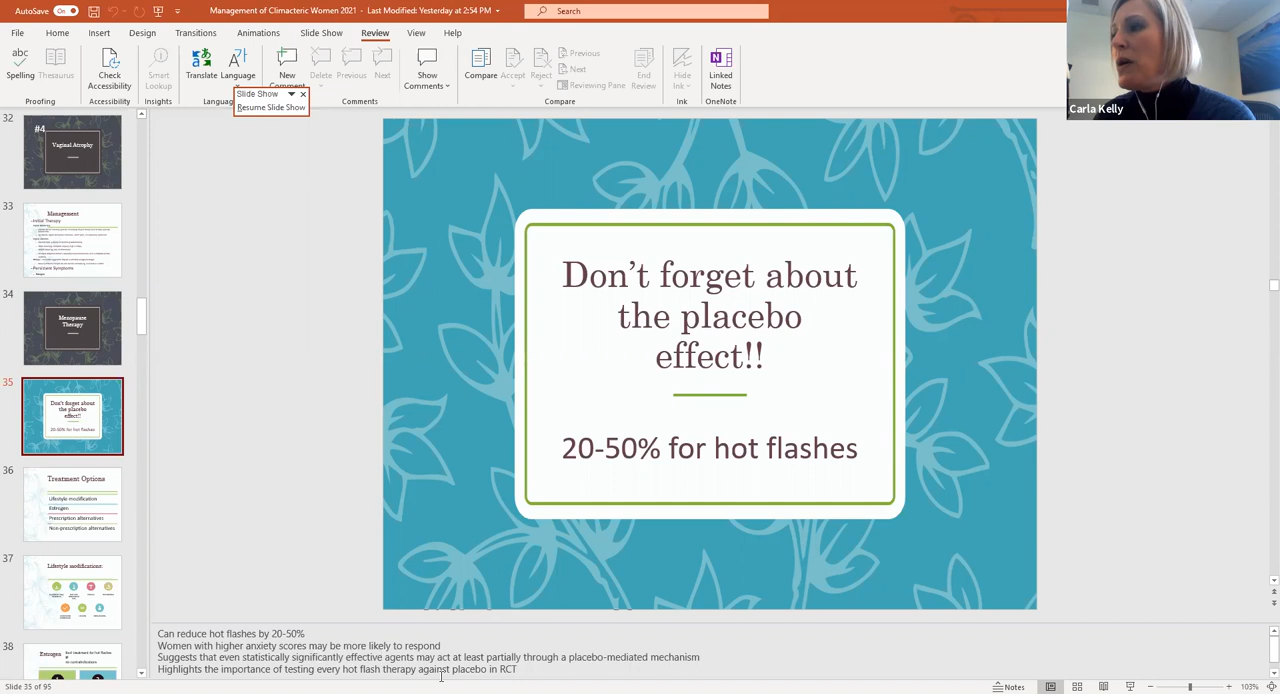 AutoSave On Management of Climacteric Women 2021 - Last Modified: Yesterday at 2:54 PM Search
File Home Insert Design Transitions Animations Slide Show Review View Help
Spelling Thesaurus Check Accessibility Smart Lookup Translate Language New Comment Delete Previous Next Show Comments Compare Accept Reject Previous Next Reviewing Pane End Review Hide Ink Linked Notes
Proofing Accessibility Insights Langua Comments Compare Ink OneNote
Slide Show
Resume Slide Show
Carla Kelly
32
#4
Vaginal Atrophy
33
Management
Initial Therapy
Persistent Symptoms
34
Menopause
Therapy
35
Don't forget about
the placebo
effect!!
20-50% for hot flashes
36
Treatment Options
Lifestyle modification
Estrogen
Prescription alternatives
Non-prescription alternatives
37
Lifestyle modifications:
38
Estrogen
Don’t forget about
the placebo
effect!!
20-50% for hot flashes
Can reduce hot flashes by 20-50%
Women with higher anxiety scores may be more likely to respond
Suggests that even statistically significantly effective agents may act at least partially through a placebo-mediated mechanism
Highlights the importance of testing every hot flash therapy against placebo in RCT
Slide 35 of 95 Notes 103%